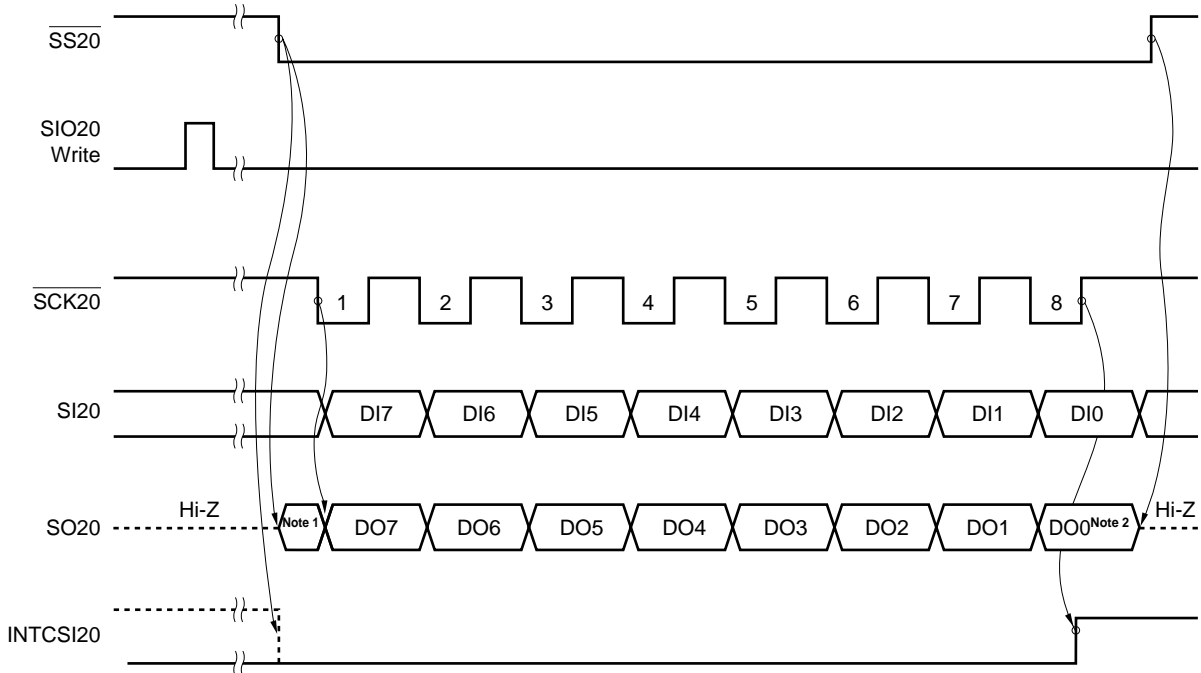 SS20
SIO20
Write
SCK20
1 2 3 4 5 6 7 8
SI20
DI7 DI6 DI5 DI4 DI3 DI2 DI1 DI0
SO20
Hi-Z
Note 1
DO7 DO6 DO5 DO4 DO3 DO2 DO1 DO0 Note 2
Hi-Z
INTCSI20